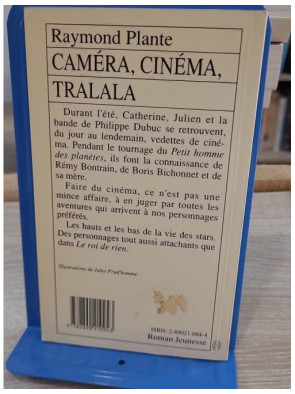 Raymond Plante
CAMÉRA, CINÉMA,
TRALALA
Durant l'été, Catherine, Julien et la
bande de Philippe Dubuc se retrouvent,
du jour au lendemain, vedettes de ciné-
ma. Pendant le tournage du Petit homme
des planètes, ils font la connaissance de
Rémy Bontrain, de Boris Bichonnet et de
sa mère.
Faire du cinéma, ce n'est pas une
mince affaire, à en juger par toutes les
aventures qui arrivent à nos personnages
préférés.
Les hauts et les bas de la vie des stars.
Des personnages tout aussi attachants que
dans Le roi de rien.
Illustrations de Jules Prud'homme
ISBN: 2-89021-084-4
Roman Jeunesse